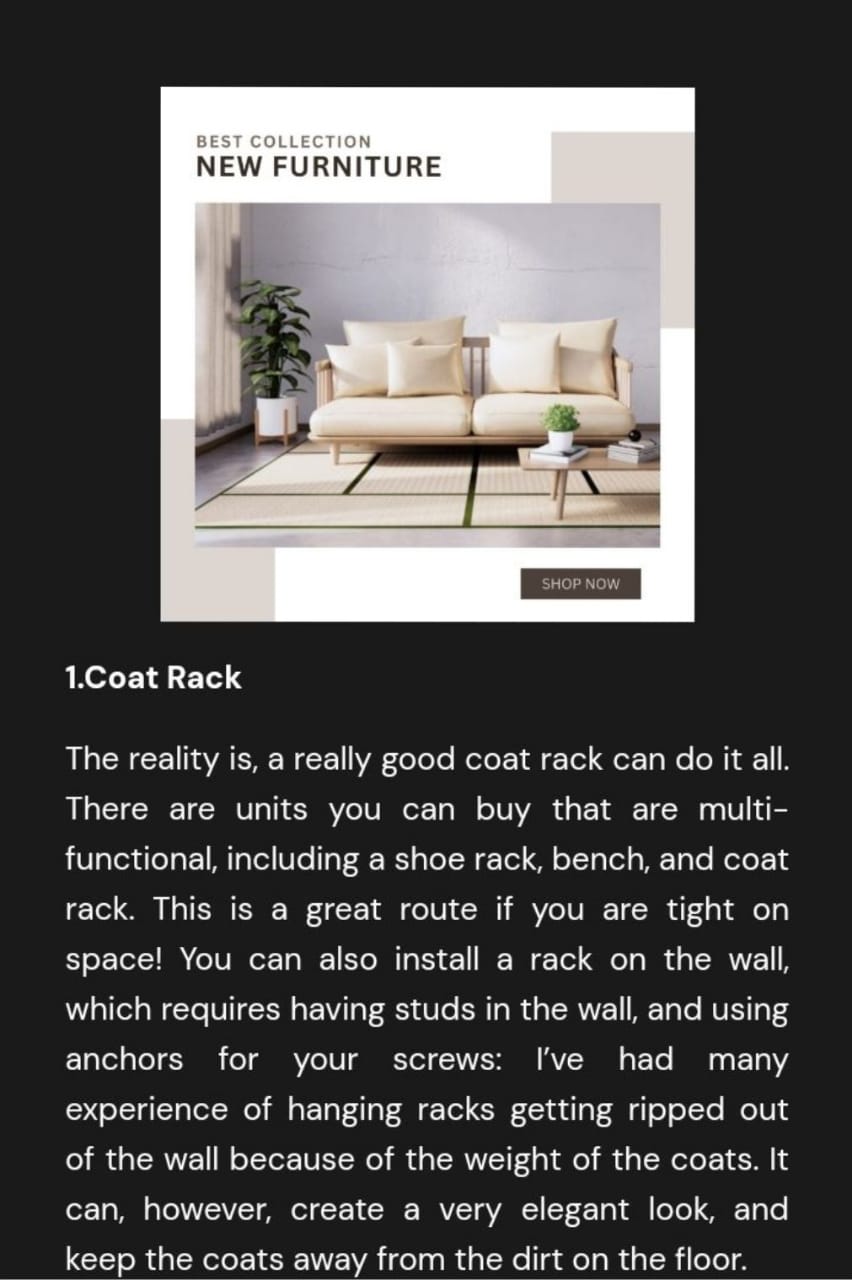 BEST COLLECTION
NEW FURNITURE
SHOP NOW
1.Coat Rack
The reality is, a really good coat rack can do it all.
There are units you can buy that are multi-
functional, including a shoe rack, bench, and coat
rack. This is a great route if you are tight on
space! You can also install a rack on the wall,
which requires having studs in the wall, and using
anchors for your screws: I’ve had many
experience of hanging racks getting ripped out
of the wall because of the weight of the coats. It
can, however, create a very elegant look, and
keep the coats away from the dirt on the floor.